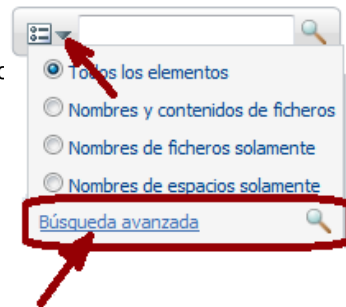 Todos los elementos
Nombres y contenidos de ficheros
Nombres de ficheros solamente
Nombres de espacios solamente
Búsqueda avanzada